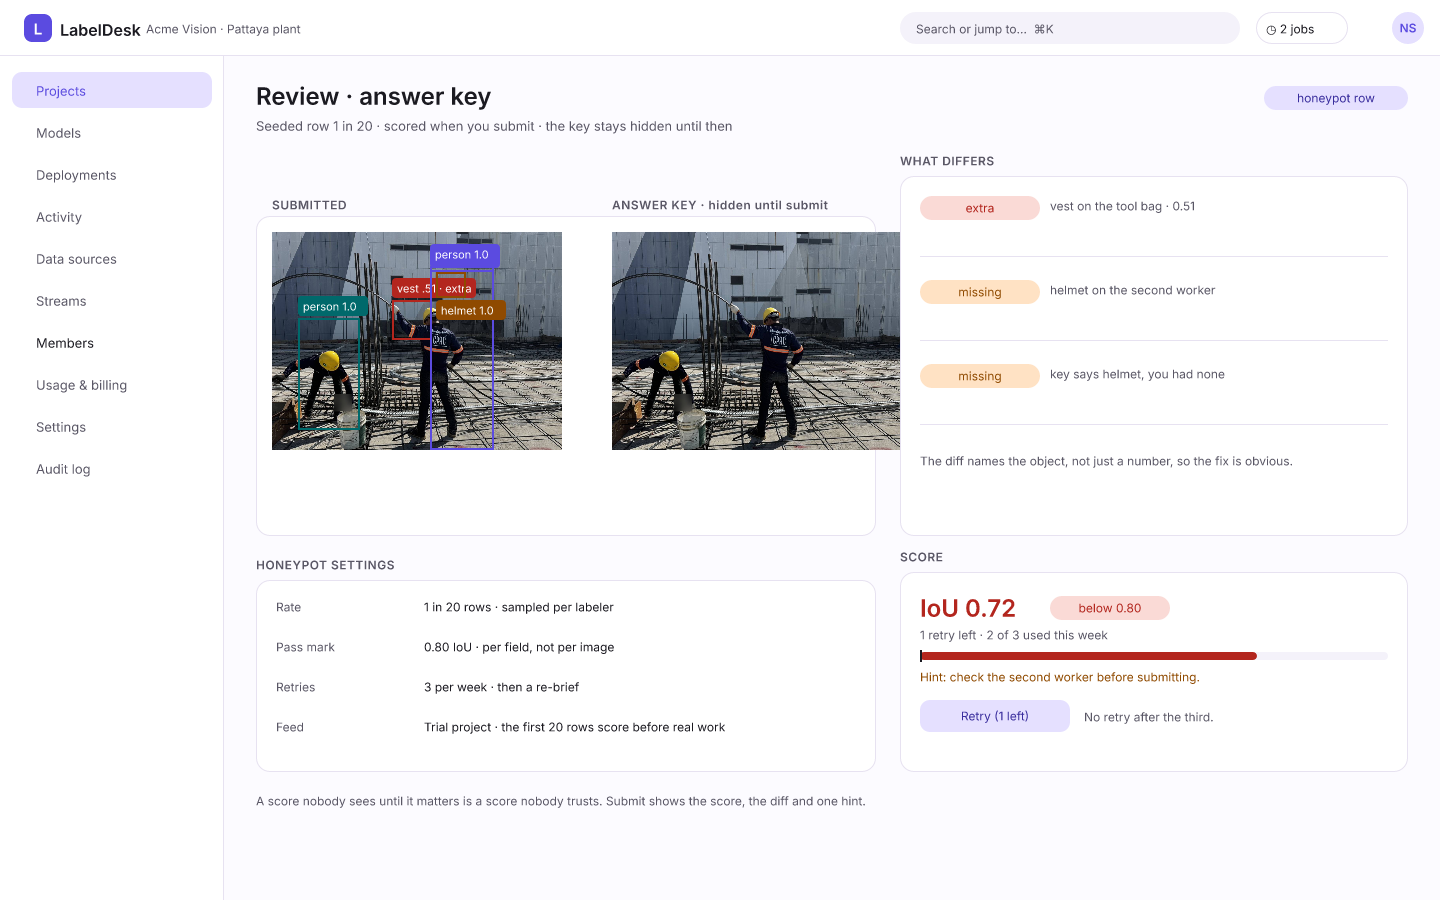 L LabelDesk Acme Vision · Pattaya plant
Search or jump to... ⌘K
◷ 2 jobs
NS
Projects
Models
Deployments
Activity
Data sources
Streams
Members
Usage & billing
Settings
Audit log
Review · answer key
honeypot row
Seeded row 1 in 20 · scored when you submit · the key stays hidden until then
SUBMITTED
person 1.0
vest .51 · extra
person 1.0
helmet 1.0
ANSWER KEY · hidden until submit
WHAT DIFFERS
extra vest on the tool bag · 0.51
missing helmet on the second worker
missing key says helmet, you had none
The diff names the object, not just a number, so the fix is obvious.
HONEYPOT SETTINGS
Rate 1 in 20 rows · sampled per labeler
Pass mark 0.80 IoU · per field, not per image
Retries 3 per week · then a re-brief
Feed Trial project · the first 20 rows score before real work
SCORE
IoU 0.72 below 0.80
1 retry left · 2 of 3 used this week
Hint: check the second worker before submitting.
Retry (1 left) No retry after the third.
A score nobody sees until it matters is a score nobody trusts. Submit shows the score, the diff and one hint.